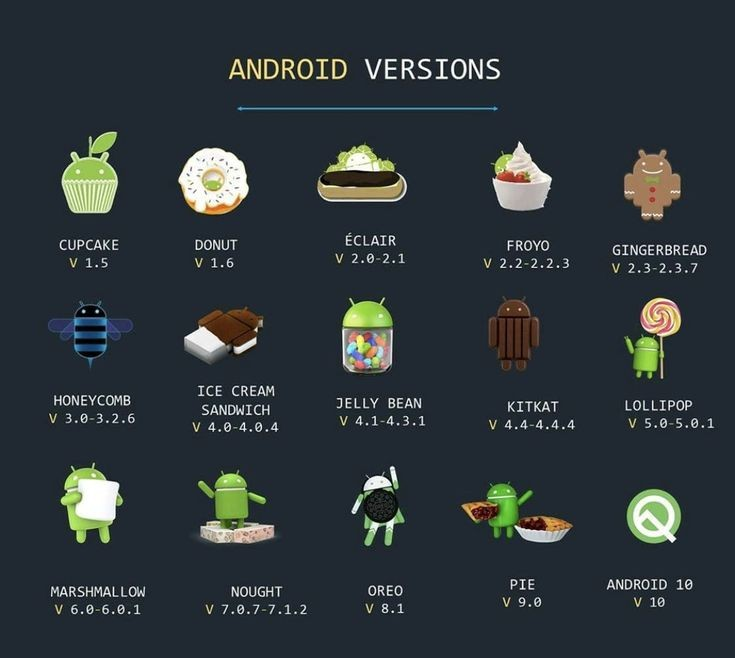 ANDROID VERSIONS
CUPCAKE
V 1.5
DONUT
V 1.6
ÉCLAIR
V 2.0-2.1
FROYO
V 2.2-2.2.3
GINGERBREAD
V 2.3-2.3.7
HONEYCOMB
V 3.0-3.2.6
ICE CREAM
SANDWICH
V 4.0-4.0.4
JELLY BEAN
V 4.1-4.3.1
KITKAT
V 4.4-4.4.4
LOLLIPOP
V 5.0-5.0.1
MARSHMALLOW
V 6.0-6.0.1
NOUGHT
V 7.0.7-7.1.2
OREO
V 8.1
PIE
V 9.0
ANDROID 10
V 10